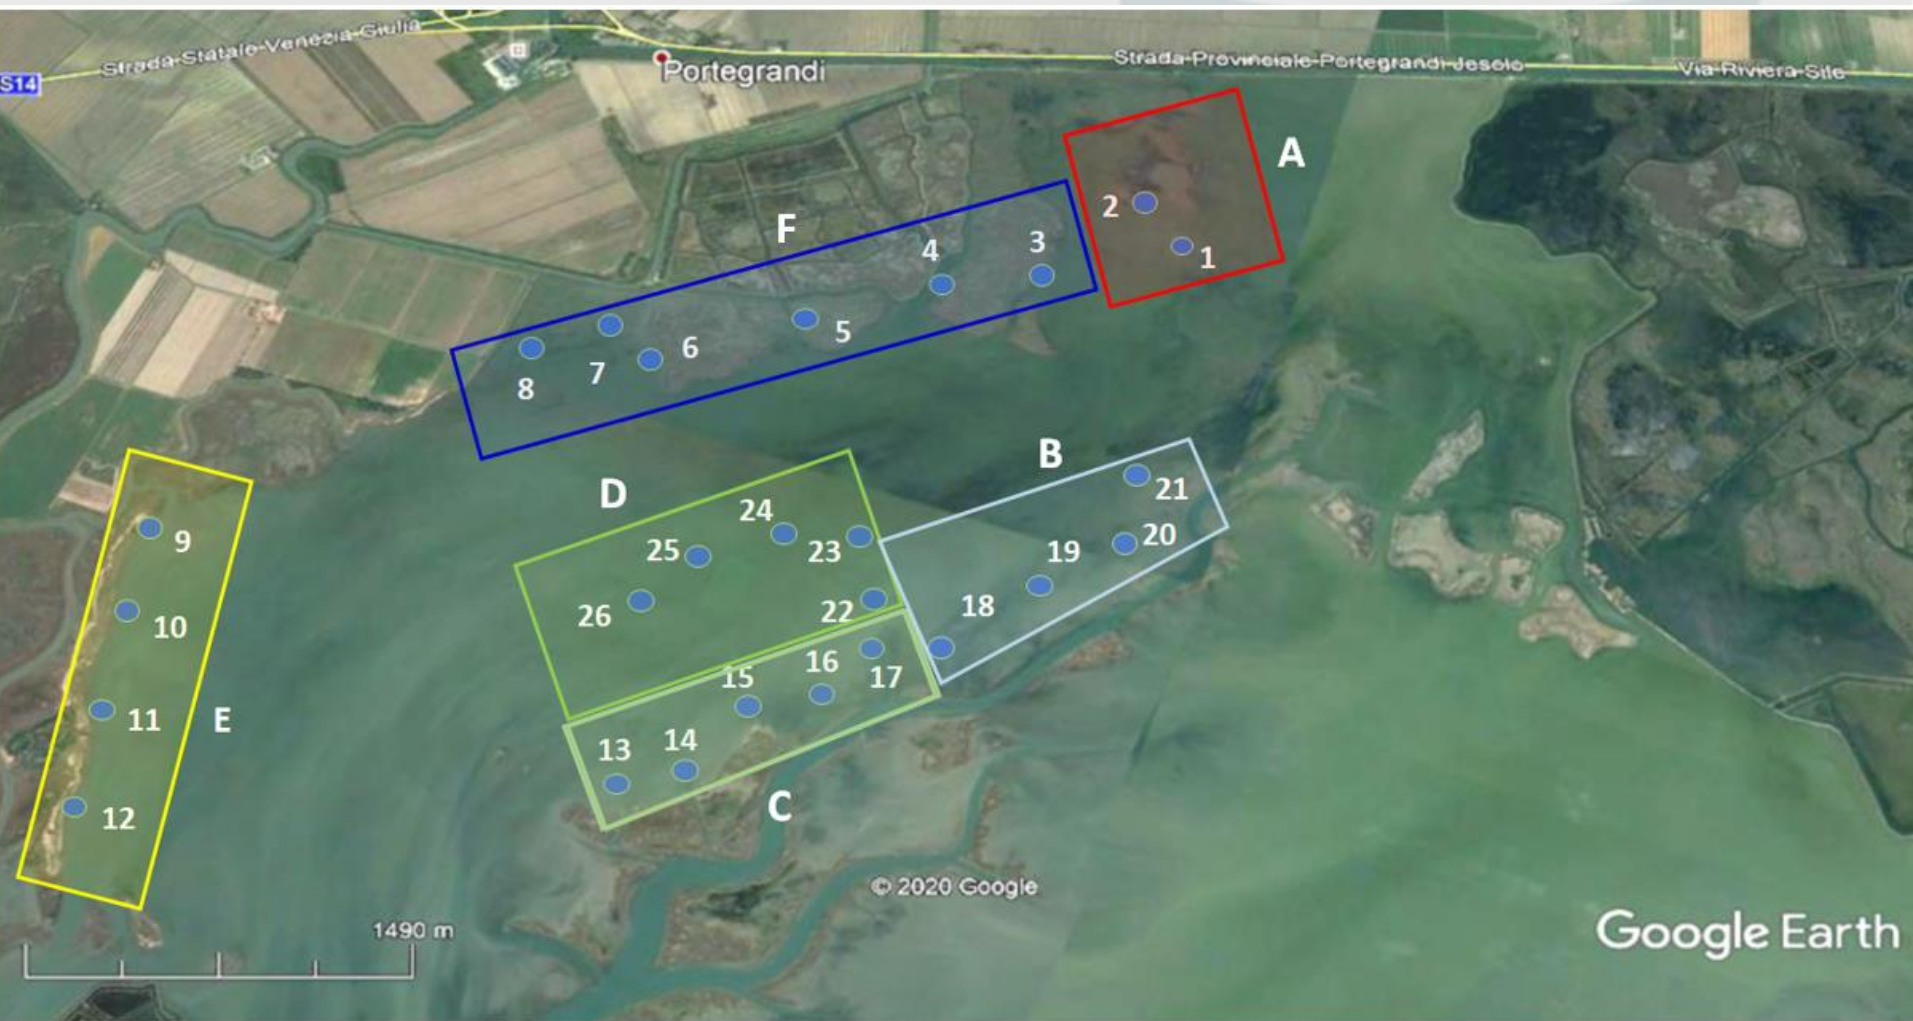 Strada Statale Venezia Giulia
S14
Portegrandi
Strada Provinciale Portegrandi-Jesolo
Via Riviera Sile
A
2
1
F
3
4
5
6
7
8
B
21
20
19
18
D
24
23
25
22
26
9
10
11
E
12
16
15
17
14
13
C
© 2020 Google
1490 m
Google Earth